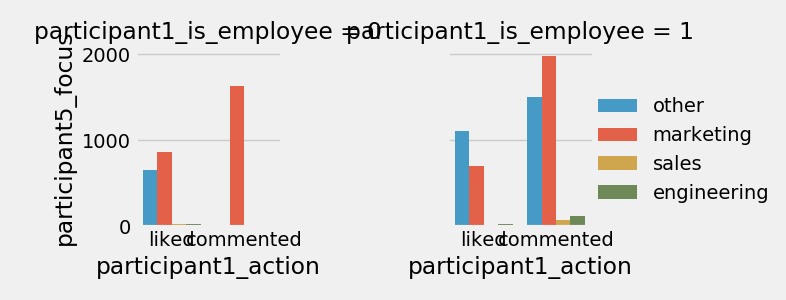 participant1_is_employee = 0
participant1_is_employee = 1
participant5_focus
2000
1000
0
liked
commented
participant1_action
liked
commented
participant1_action
other
marketing
sales
engineering